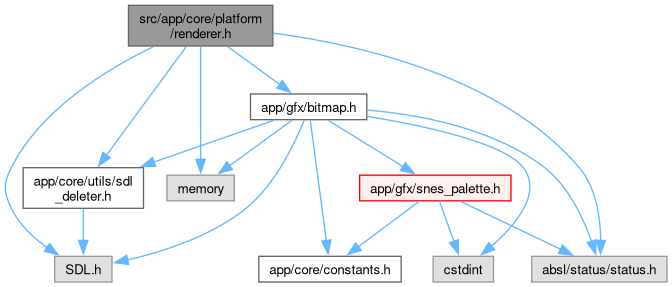 src/app/core/platform
/renderer.h
app/gfx/bitmap.h
app/core/utils/sdl
_deleter.h
memory
app/gfx/snes_palette.h
SDL.h
app/core/constants.h
cstdint
absl/status/status.h